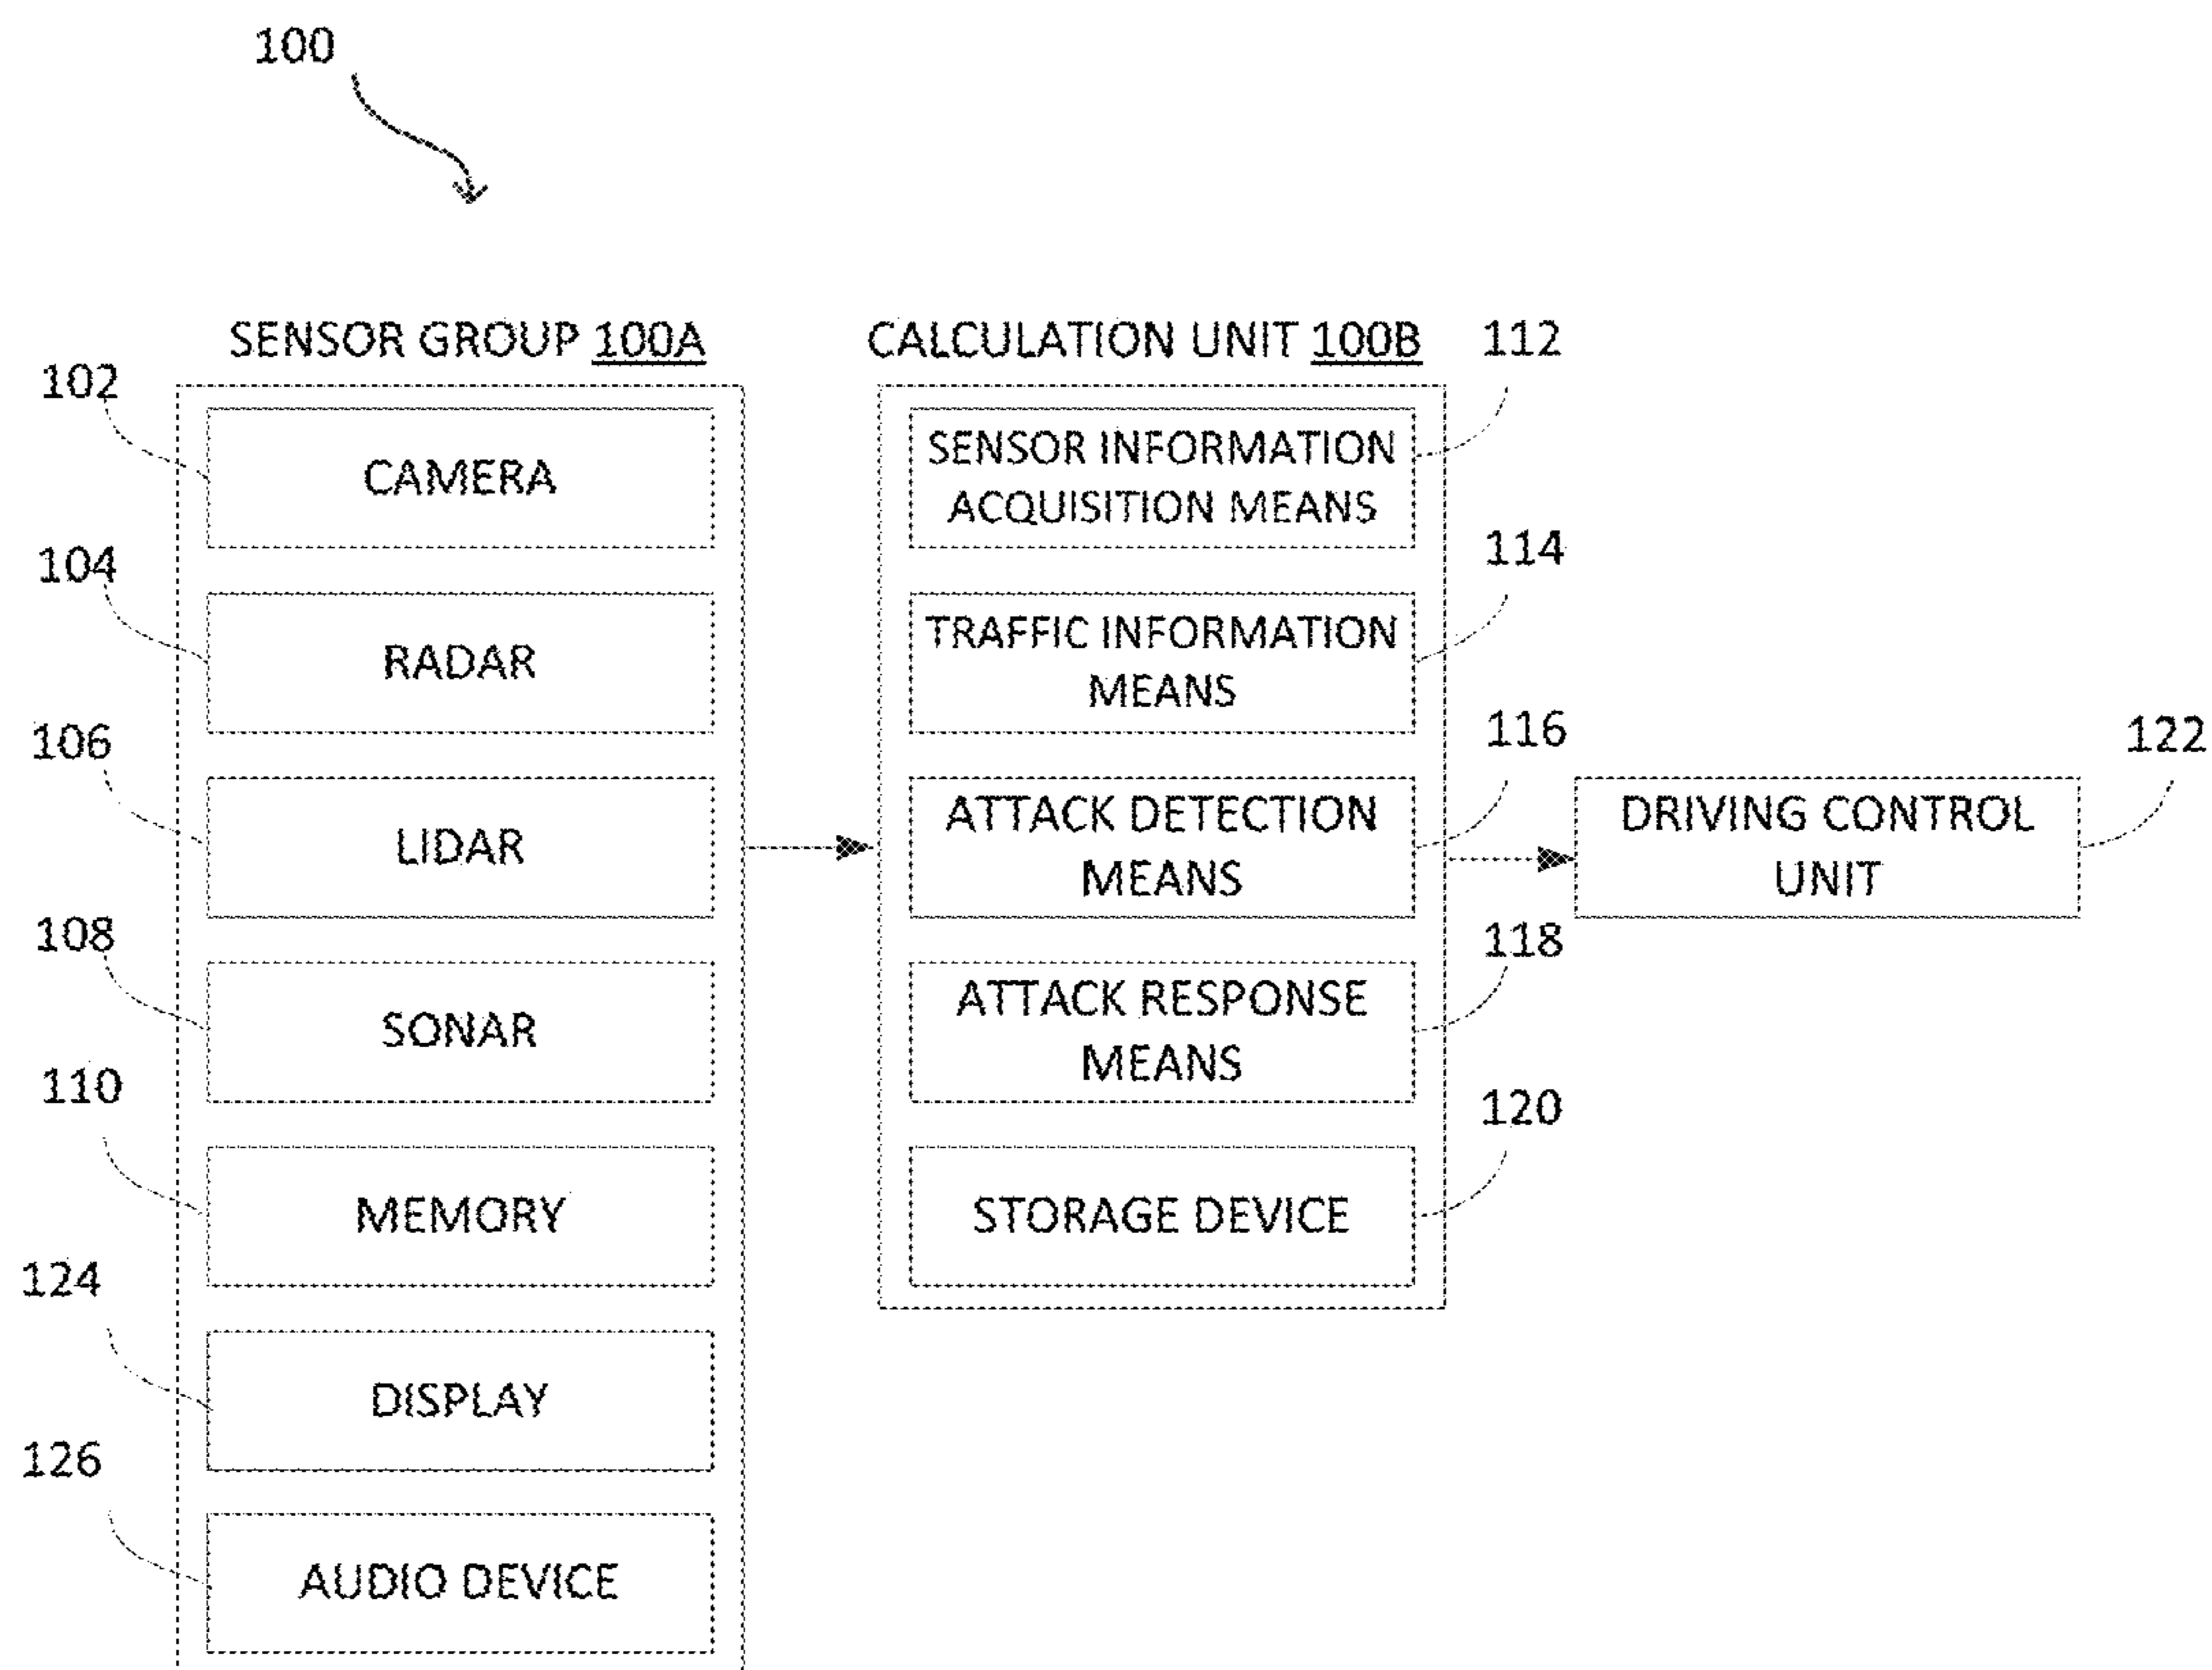 100
SENSOR GROUP 100A
102
CAMERA
104
RADAR
106
LIDAR
108
SONAR
110
MEMORY
124
DISPLAY
126
AUDIO DEVICE
CALCULATION UNIT 100B
112
SENSOR INFORMATION
ACQUISITION MEANS
114
TRAFFIC INFORMATION
MEANS
116
ATTACK DETECTION
MEANS
118
ATTACK RESPONSE
MEANS
120
STORAGE DEVICE
122
DRIVING CONTROL
UNIT